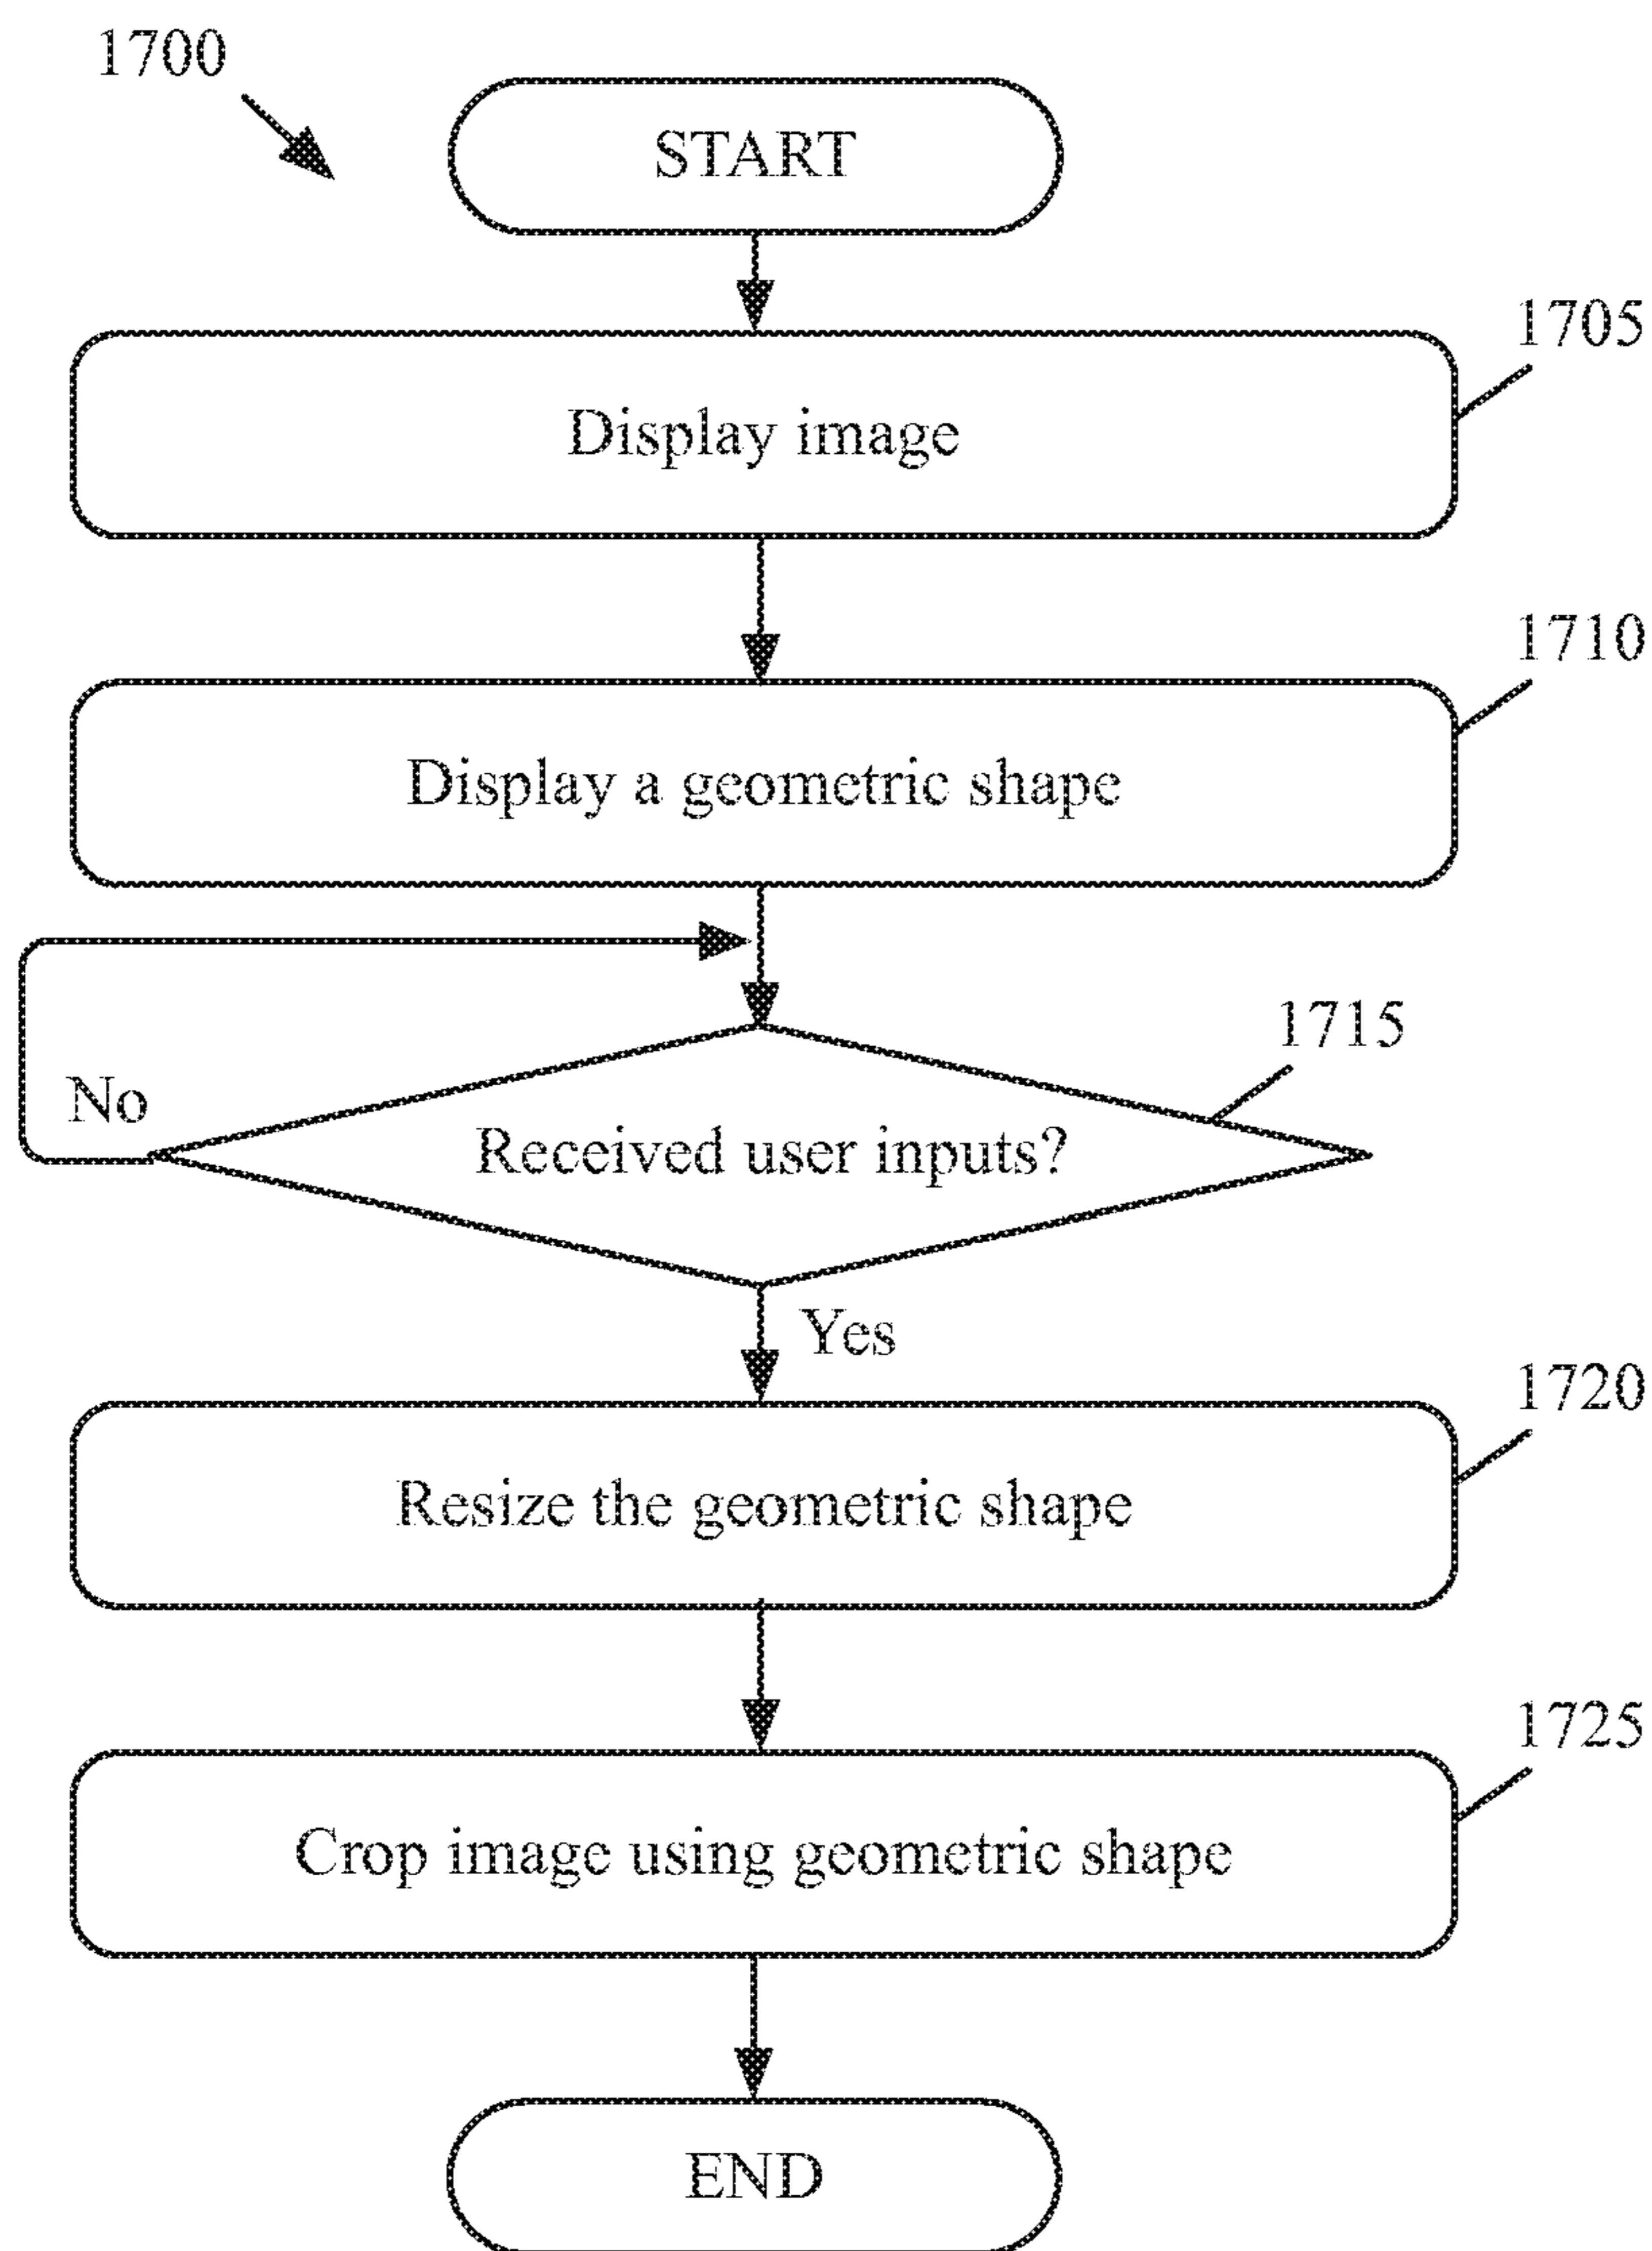 1700
START
1705
Display image
1710
Display a geometric shape
1715
No
Received user inputs?
Yes
1720
Resize the geometric shape
1725
Crop image using geometric shape
END